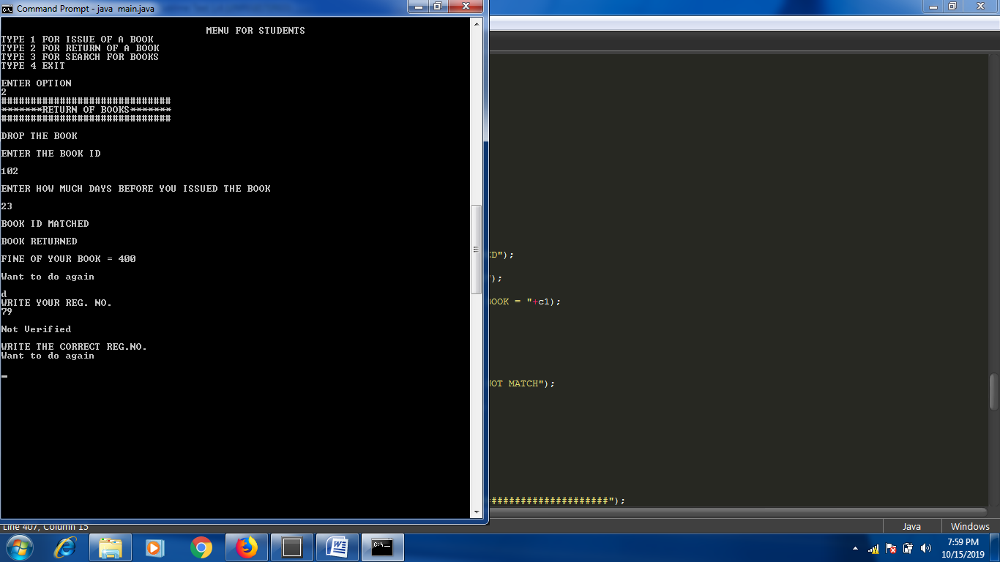 Command Prompt - java main.java
MENU FOR STUDENTS
TYPE 1 FOR ISSUE OF A BOOK
TYPE 2 FOR RETURN OF A BOOK
TYPE 3 FOR SEARCH FOR BOOKS
TYPE 4 EXIT
ENTER OPTION
2
#############################
*******RETURN OF BOOKS*******
#############################
DROP THE BOOK
ENTER THE BOOK ID
102
ENTER HOW MUCH DAYS BEFORE YOU ISSUED THE BOOK
23
BOOK ID MATCHED
BOOK RETURNED
FINE OF YOUR BOOK = 400
Want to do again
d
WRITE YOUR REG. NO.
79
Not Verified
WRITE THE CORRECT REG.NO.
Want to do again
ED");
");
BOOK = "+c1);
NOT MATCH");
####################");
Line 407, Column 15
Java
Windows
7:59 PM
10/15/2019